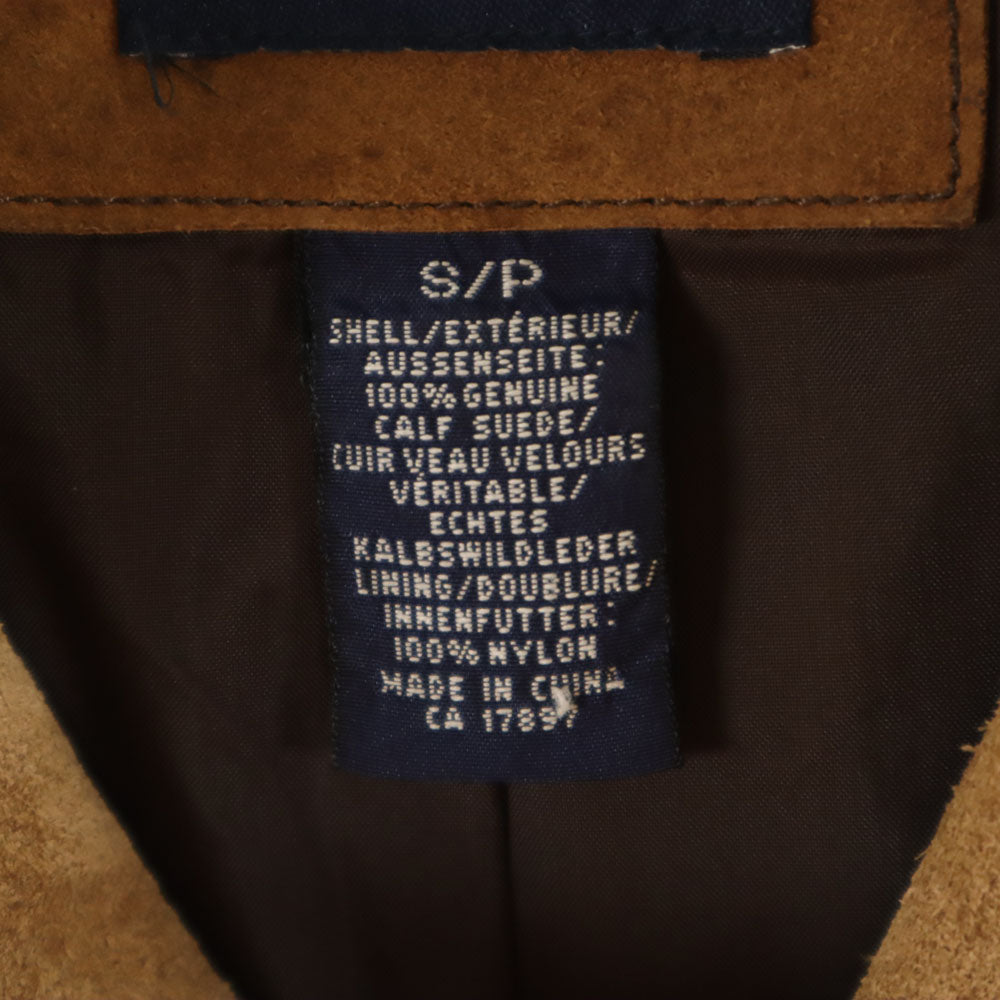 S/P
SHELL/EXTÉRIEUR/
AUSSENSEITE:
100% GENUINE
CALF SUEDE/
CUIR VEAU VELOURS
VÉRITABLE/
ECHTES
KALBSWILDLEDER
LINING/DOUBLURE/
INNENFUTTER:
100% NYLON
MADE IN CHINA
CA